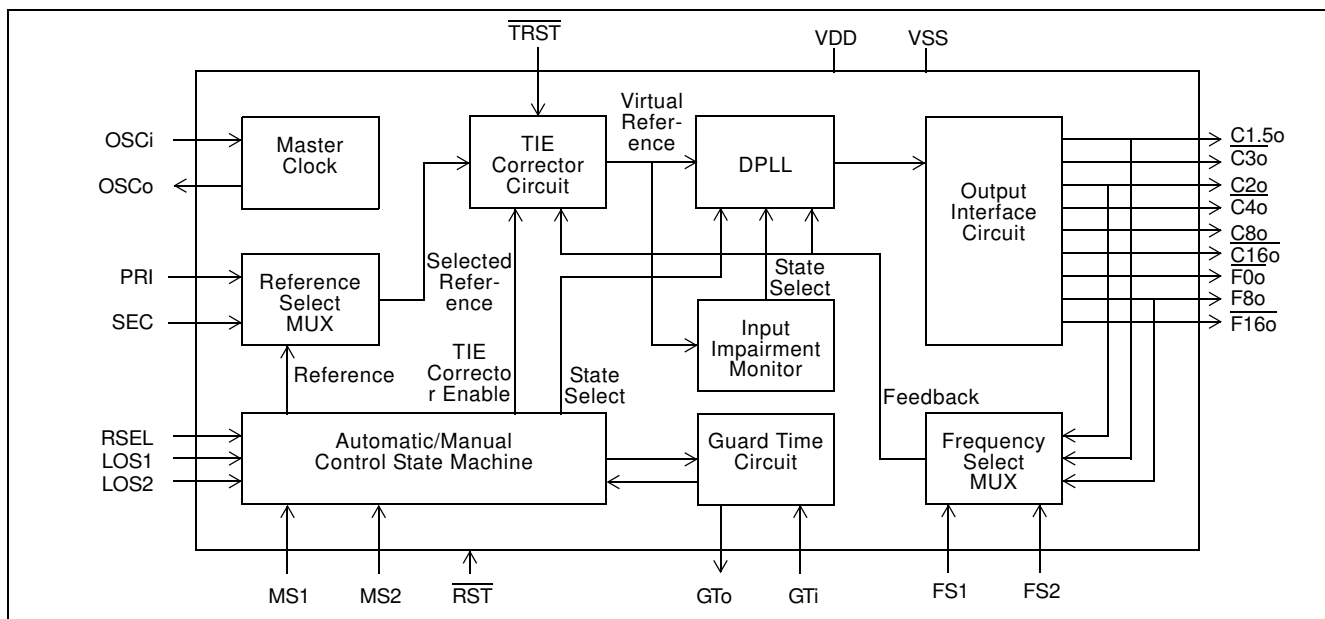 TRST
VDD
VSS
OSCi
OSCo
Master
Clock
TIE
Corrector
Circuit
Virtual
Refer-
ence
DPLL
Output
Interface
Circuit
C1.5o
C3o
C2o
C4o
C8o
C16o
F0o
F8o
F16o
PRI
SEC
Reference
Select
MUX
Selected
Refer-
ence
State
Select
Input
Impairment
Monitor
Reference
TIE
Correcto
r Enable
State
Select
Feedback
RSEL
LOS1
LOS2
Automatic/Manual
Control State Machine
Guard Time
Circuit
Frequency
Select
MUX
MS1
MS2
RST
GTo
GTi
FS1
FS2